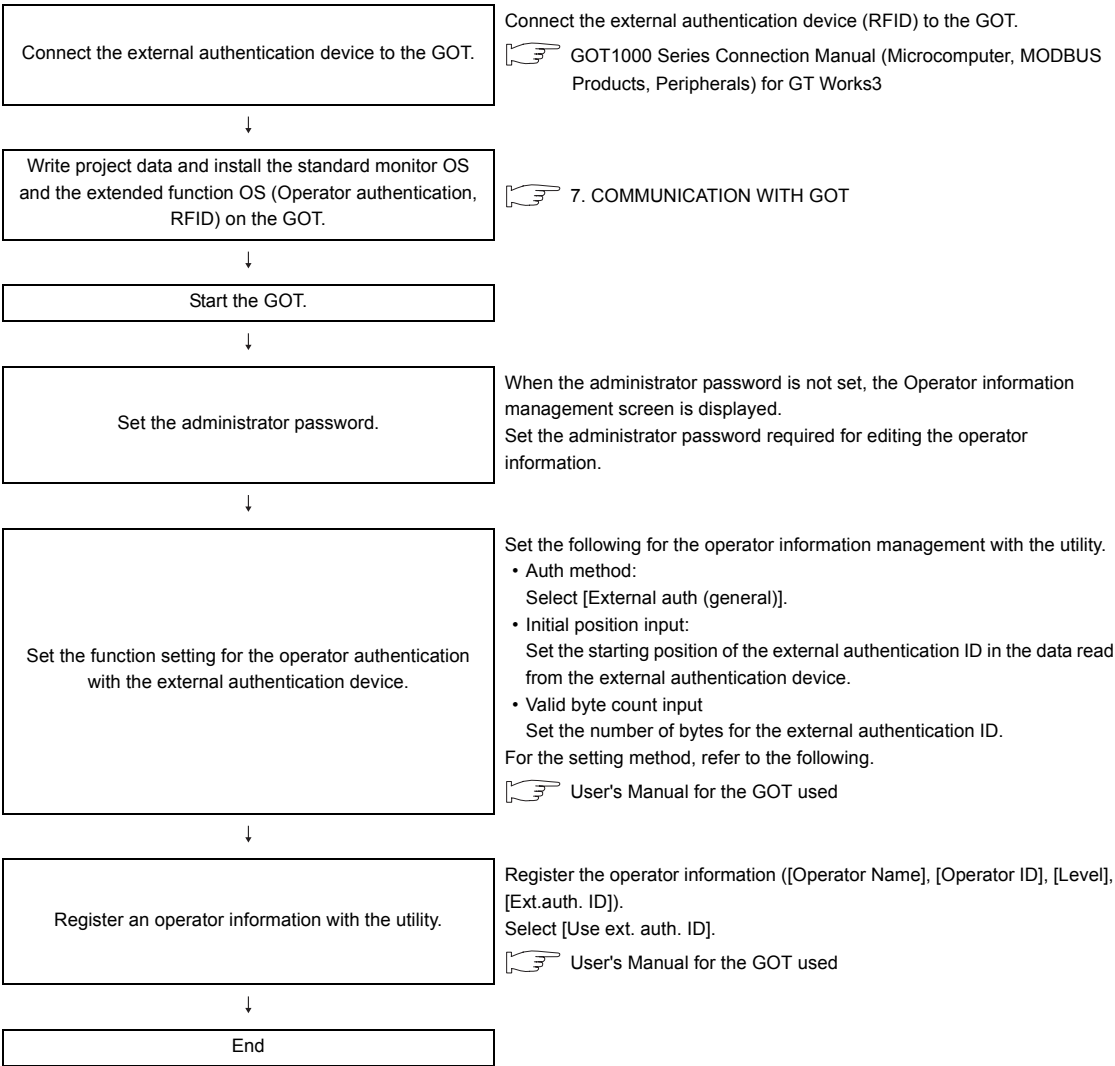 Connect the external authentication device to the GOT.
Connect the external authentication device (RFID) to the GOT.
GOT1000 Series Connection Manual (Microcomputer, MODBUS
Products, Peripherals) for GT Works3
↓
Write project data and install the standard monitor OS
and the extended function OS (Operator authentication,
RFID) on the GOT.
7. COMMUNICATION WITH GOT
↓
Start the GOT.
↓
Set the administrator password.
When the administrator password is not set, the Operator information
management screen is displayed.
Set the administrator password required for editing the operator
information.
↓
Set the function setting for the operator authentication
with the external authentication device.
Set the following for the operator information management with the utility.
• Auth method:
Select [External auth (general)].
• Initial position input:
Set the starting position of the external authentication ID in the data read
from the external authentication device.
• Valid byte count input
Set the number of bytes for the external authentication ID.
For the setting method, refer to the following.
User's Manual for the GOT used
↓
Register an operator information with the utility.
Register the operator information ([Operator Name], [Operator ID], [Level],
[Ext.auth. ID]).
Select [Use ext. auth. ID].
User's Manual for the GOT used
↓
End